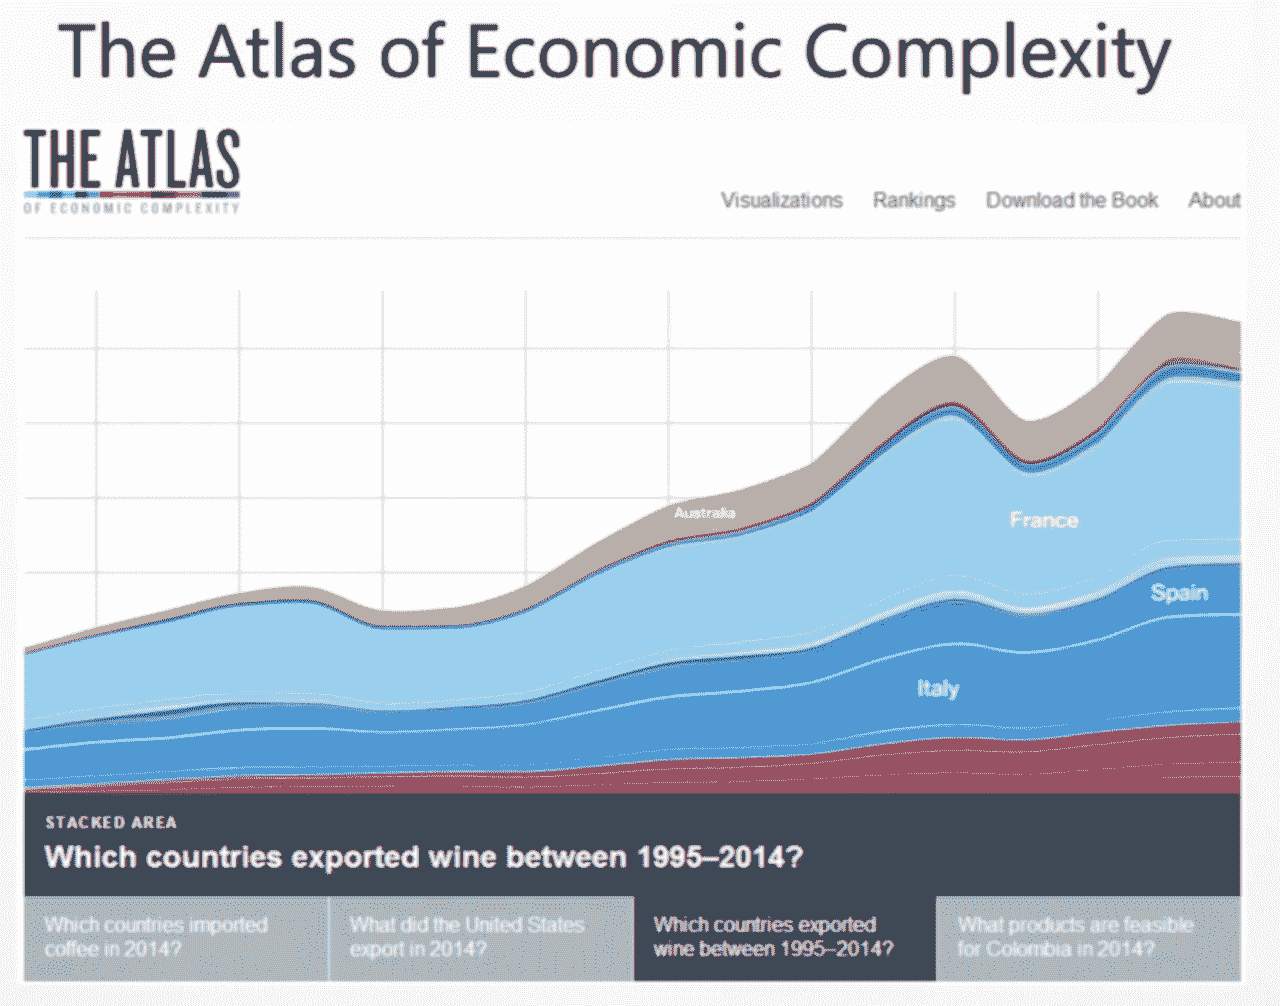 The Atlas of Economic Complexity
THE ATLAS
OF ECONOMIC COMPLEXITY
Visualizations Rankings Download the Book About
Australia
France
Spain
Italy
STACKED AREA
Which countries exported wine between 1995–2014?
Which countries imported
coffee in 2014?
What did the United States
export in 2014?
Which countries exported
wine between 1995–2014?
What products are feasible
for Colombia in 2014?